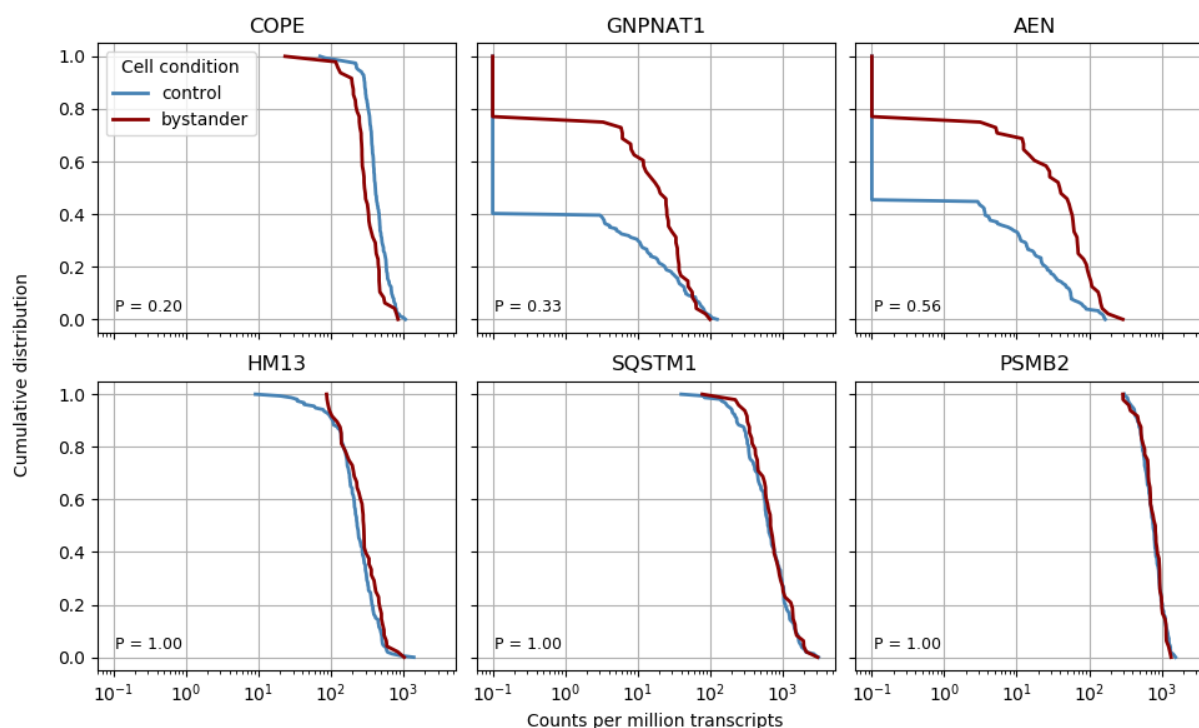 COPE
GNPNAT1
AEN
Cumulative distribution
1.0
0.8
0.6
0.4
0.2
0.0
Cell condition
control
bystander
P = 0.20
P = 0.33
P = 0.56
HM13
SQSTM1
PSMB2
1.0
0.8
0.6
0.4
0.2
0.0
P = 1.00
P = 1.00
P = 1.00
10⁻¹ 10⁰ 10¹ 10² 10³
10⁻¹ 10⁰ 10¹ 10² 10³
10⁻¹ 10⁰ 10¹ 10² 10³
Counts per million transcripts